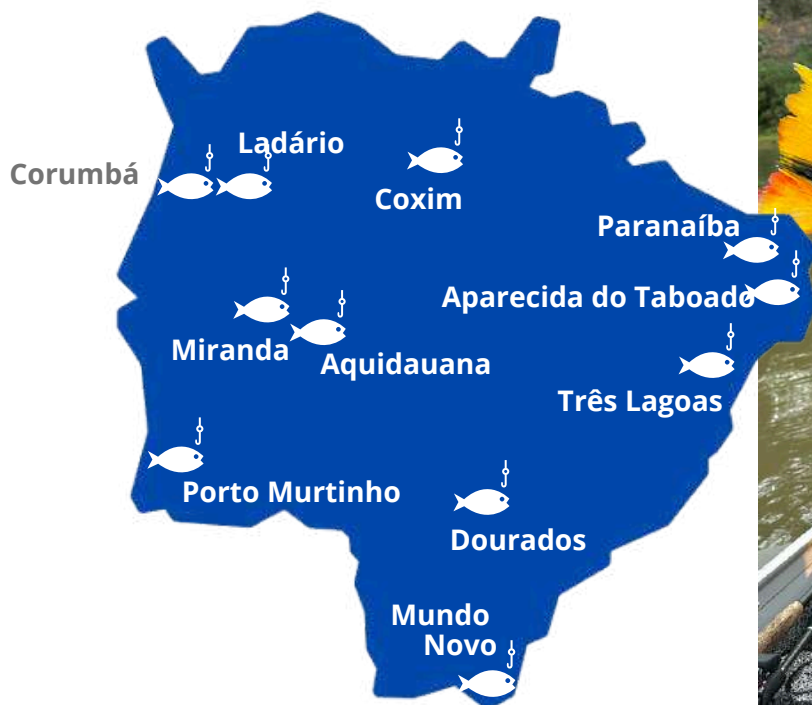 Ladário
Corumbá
Coxim
Paranaíba
Aparecida do Taboado
Miranda
Aquidauana
Três Lagoas
Porto Murtinho
Dourados
Mundo
Novo